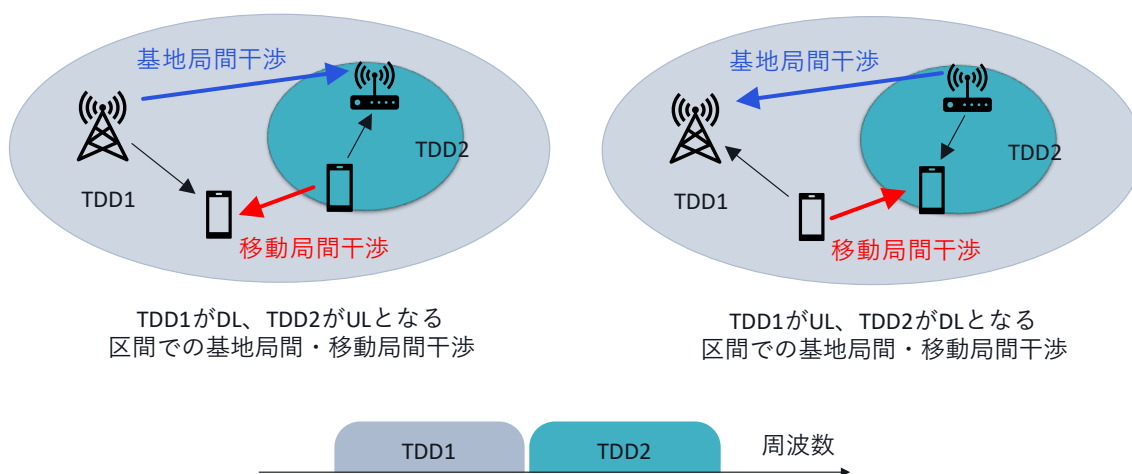 基地局間干渉
TDD2
TDD1
移動局間干渉
TDD1がDL、TDD2がULとなる
区間での基地局間・移動局間干渉
基地局間干渉
TDD2
TDD1
移動局間干渉
TDD1がUL、TDD2がDLとなる
区間での基地局間・移動局間干渉
TDD1
TDD2
周波数